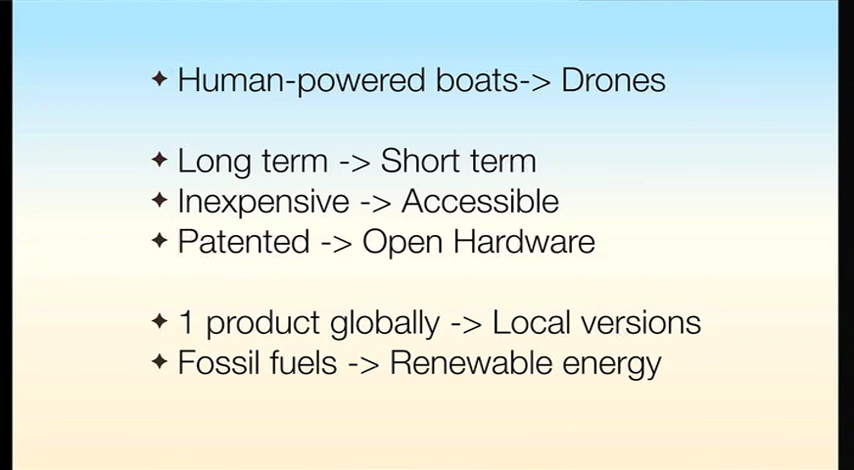 ✦ Human-powered boats-> Drones
✦ Long term -> Short term
✦ Inexpensive -> Accessible
✦ Patented -> Open Hardware
✦ 1 product globally -> Local versions
✦ Fossil fuels -> Renewable energy